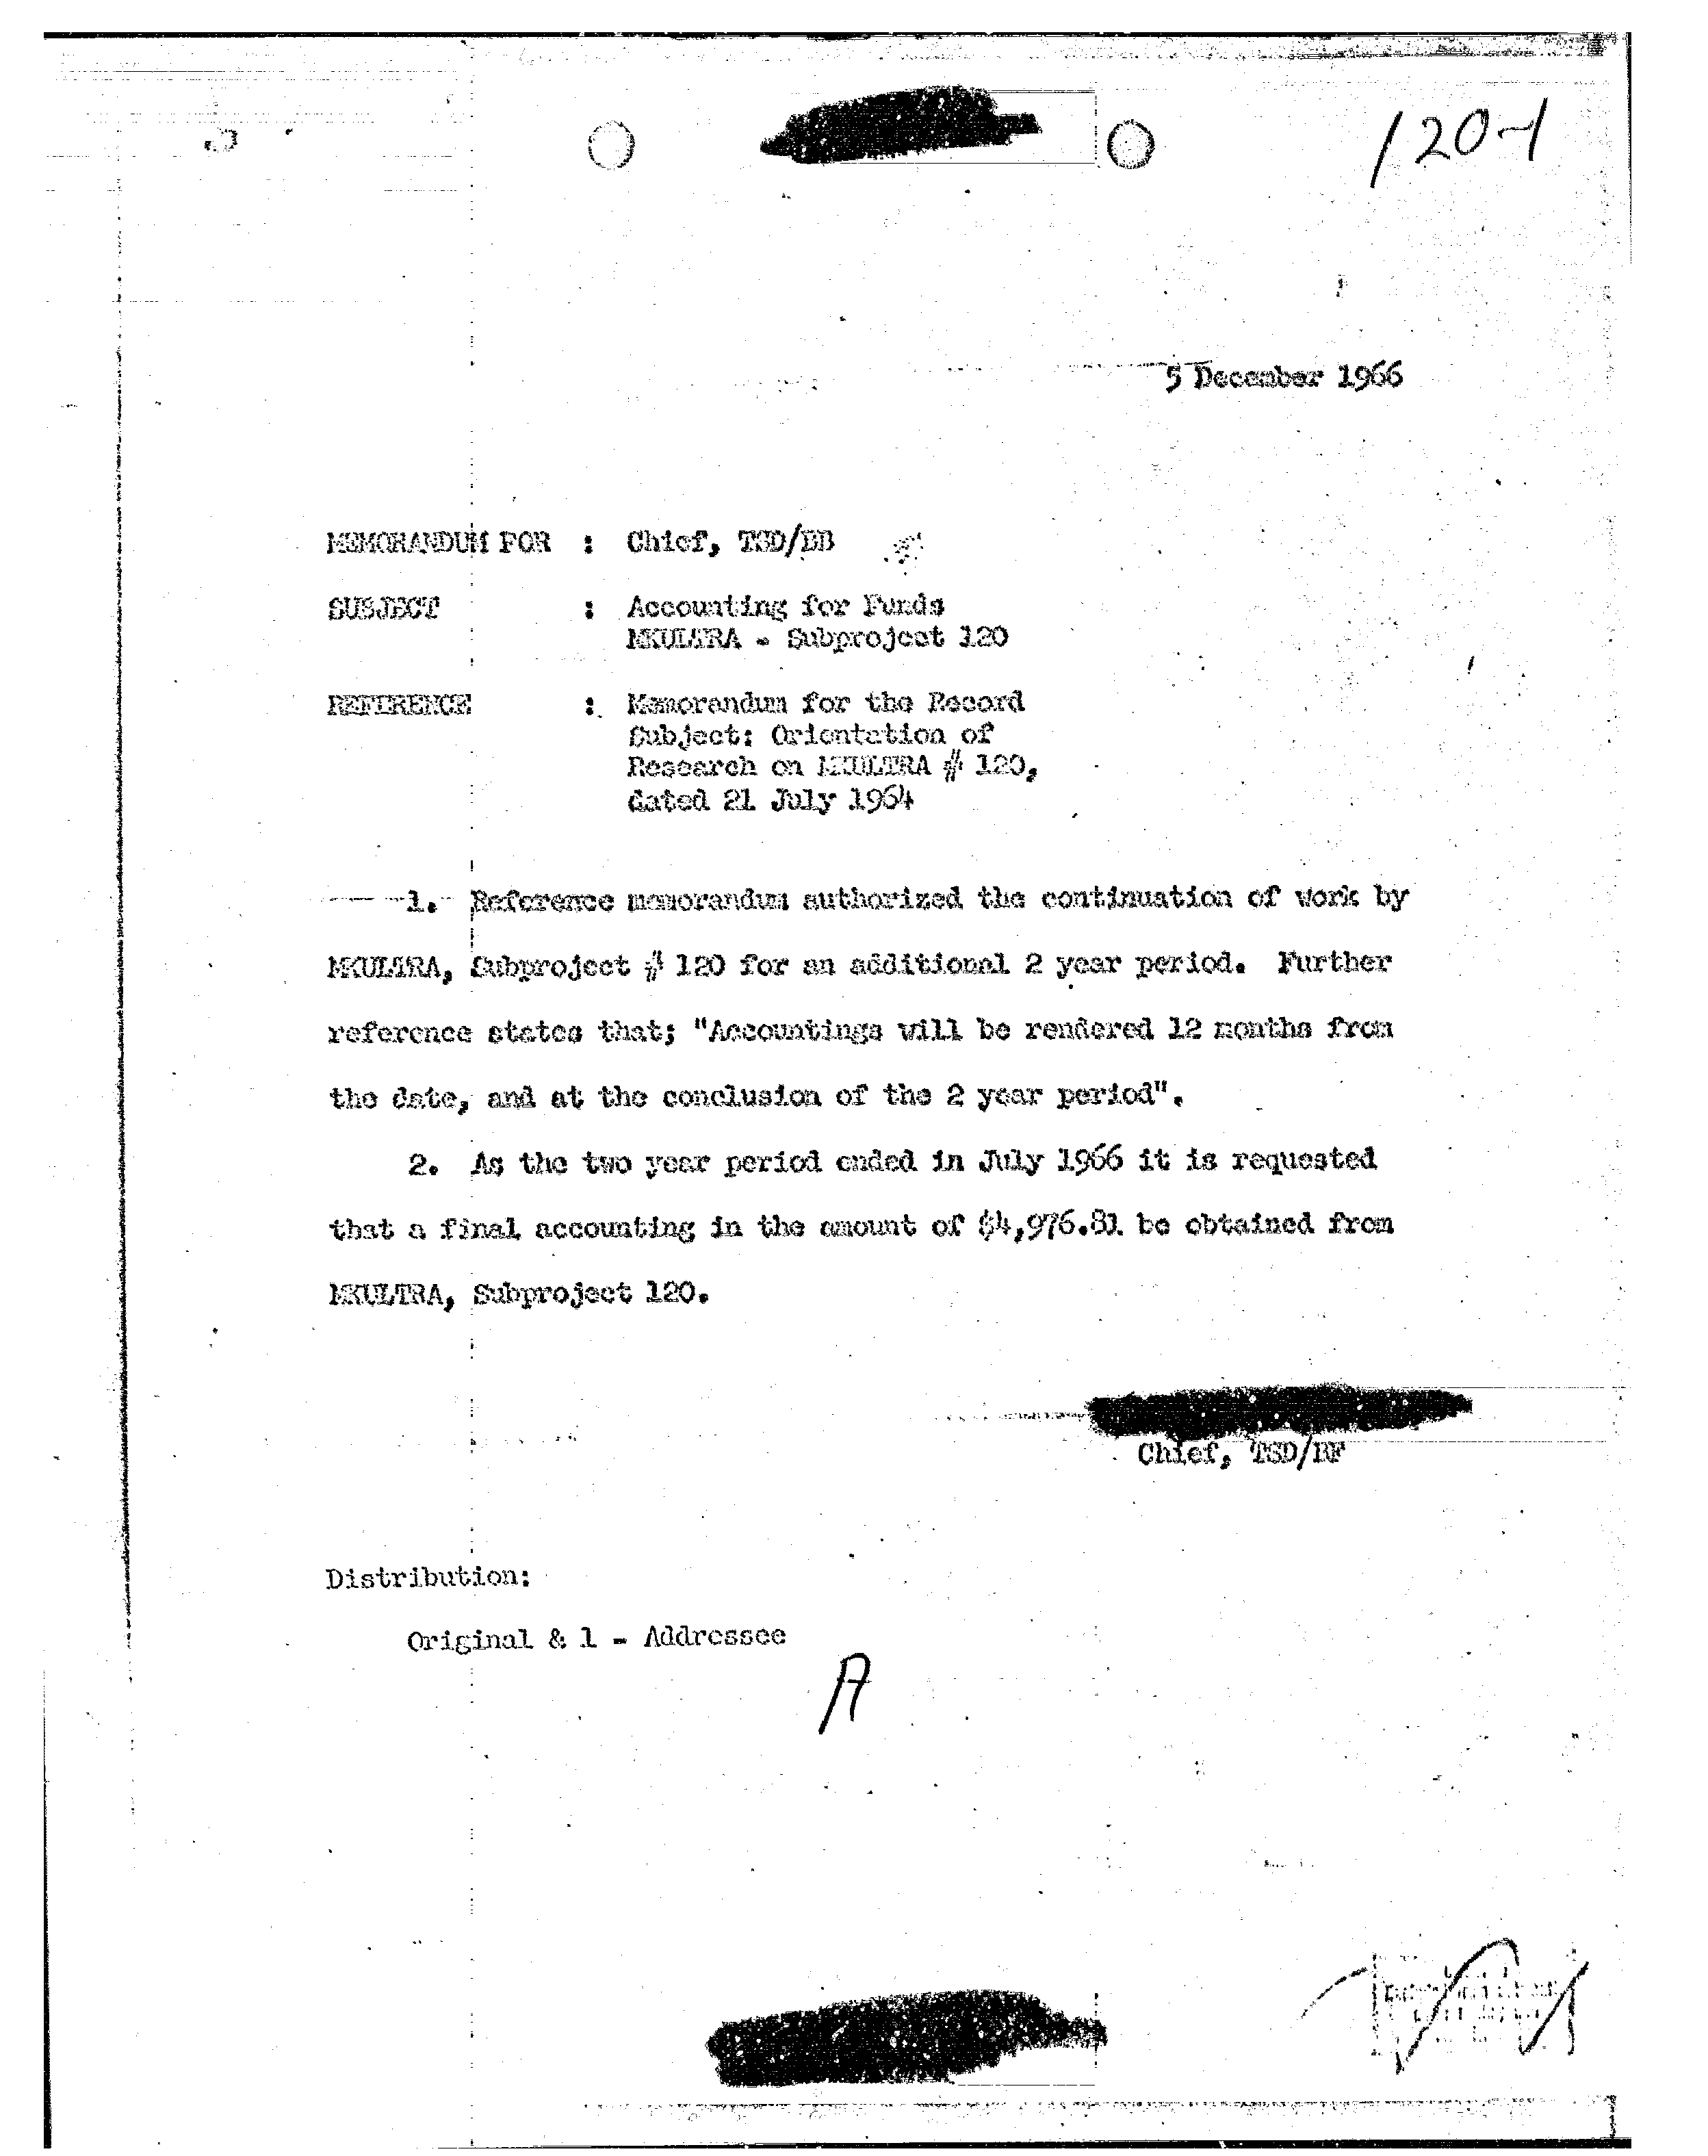 120-1
5 December 1966
MEMORANDUM FOR : Chief, TSD/BB
SUBJECT : Accounting for Funds
MKULTRA - Subproject 120
REFERENCE : Memorandum for the Record
Subject: Orientation of
Research on MKULTRA # 120,
dated 21 July 1964
1. Reference memorandum authorized the continuation of work by
MKULTRA, Subproject # 120 for an additional 2 year period. Further
reference states that; "Accountings will be rendered 12 months from
the date, and at the conclusion of the 2 year period".
2. As the two year period ended in July 1966 it is requested
that a final accounting in the amount of $4,976.81 be obtained from
MKULTRA, Subproject 120.
Chief, TSD/BF
Distribution:
Original & 1 - Addressee
A